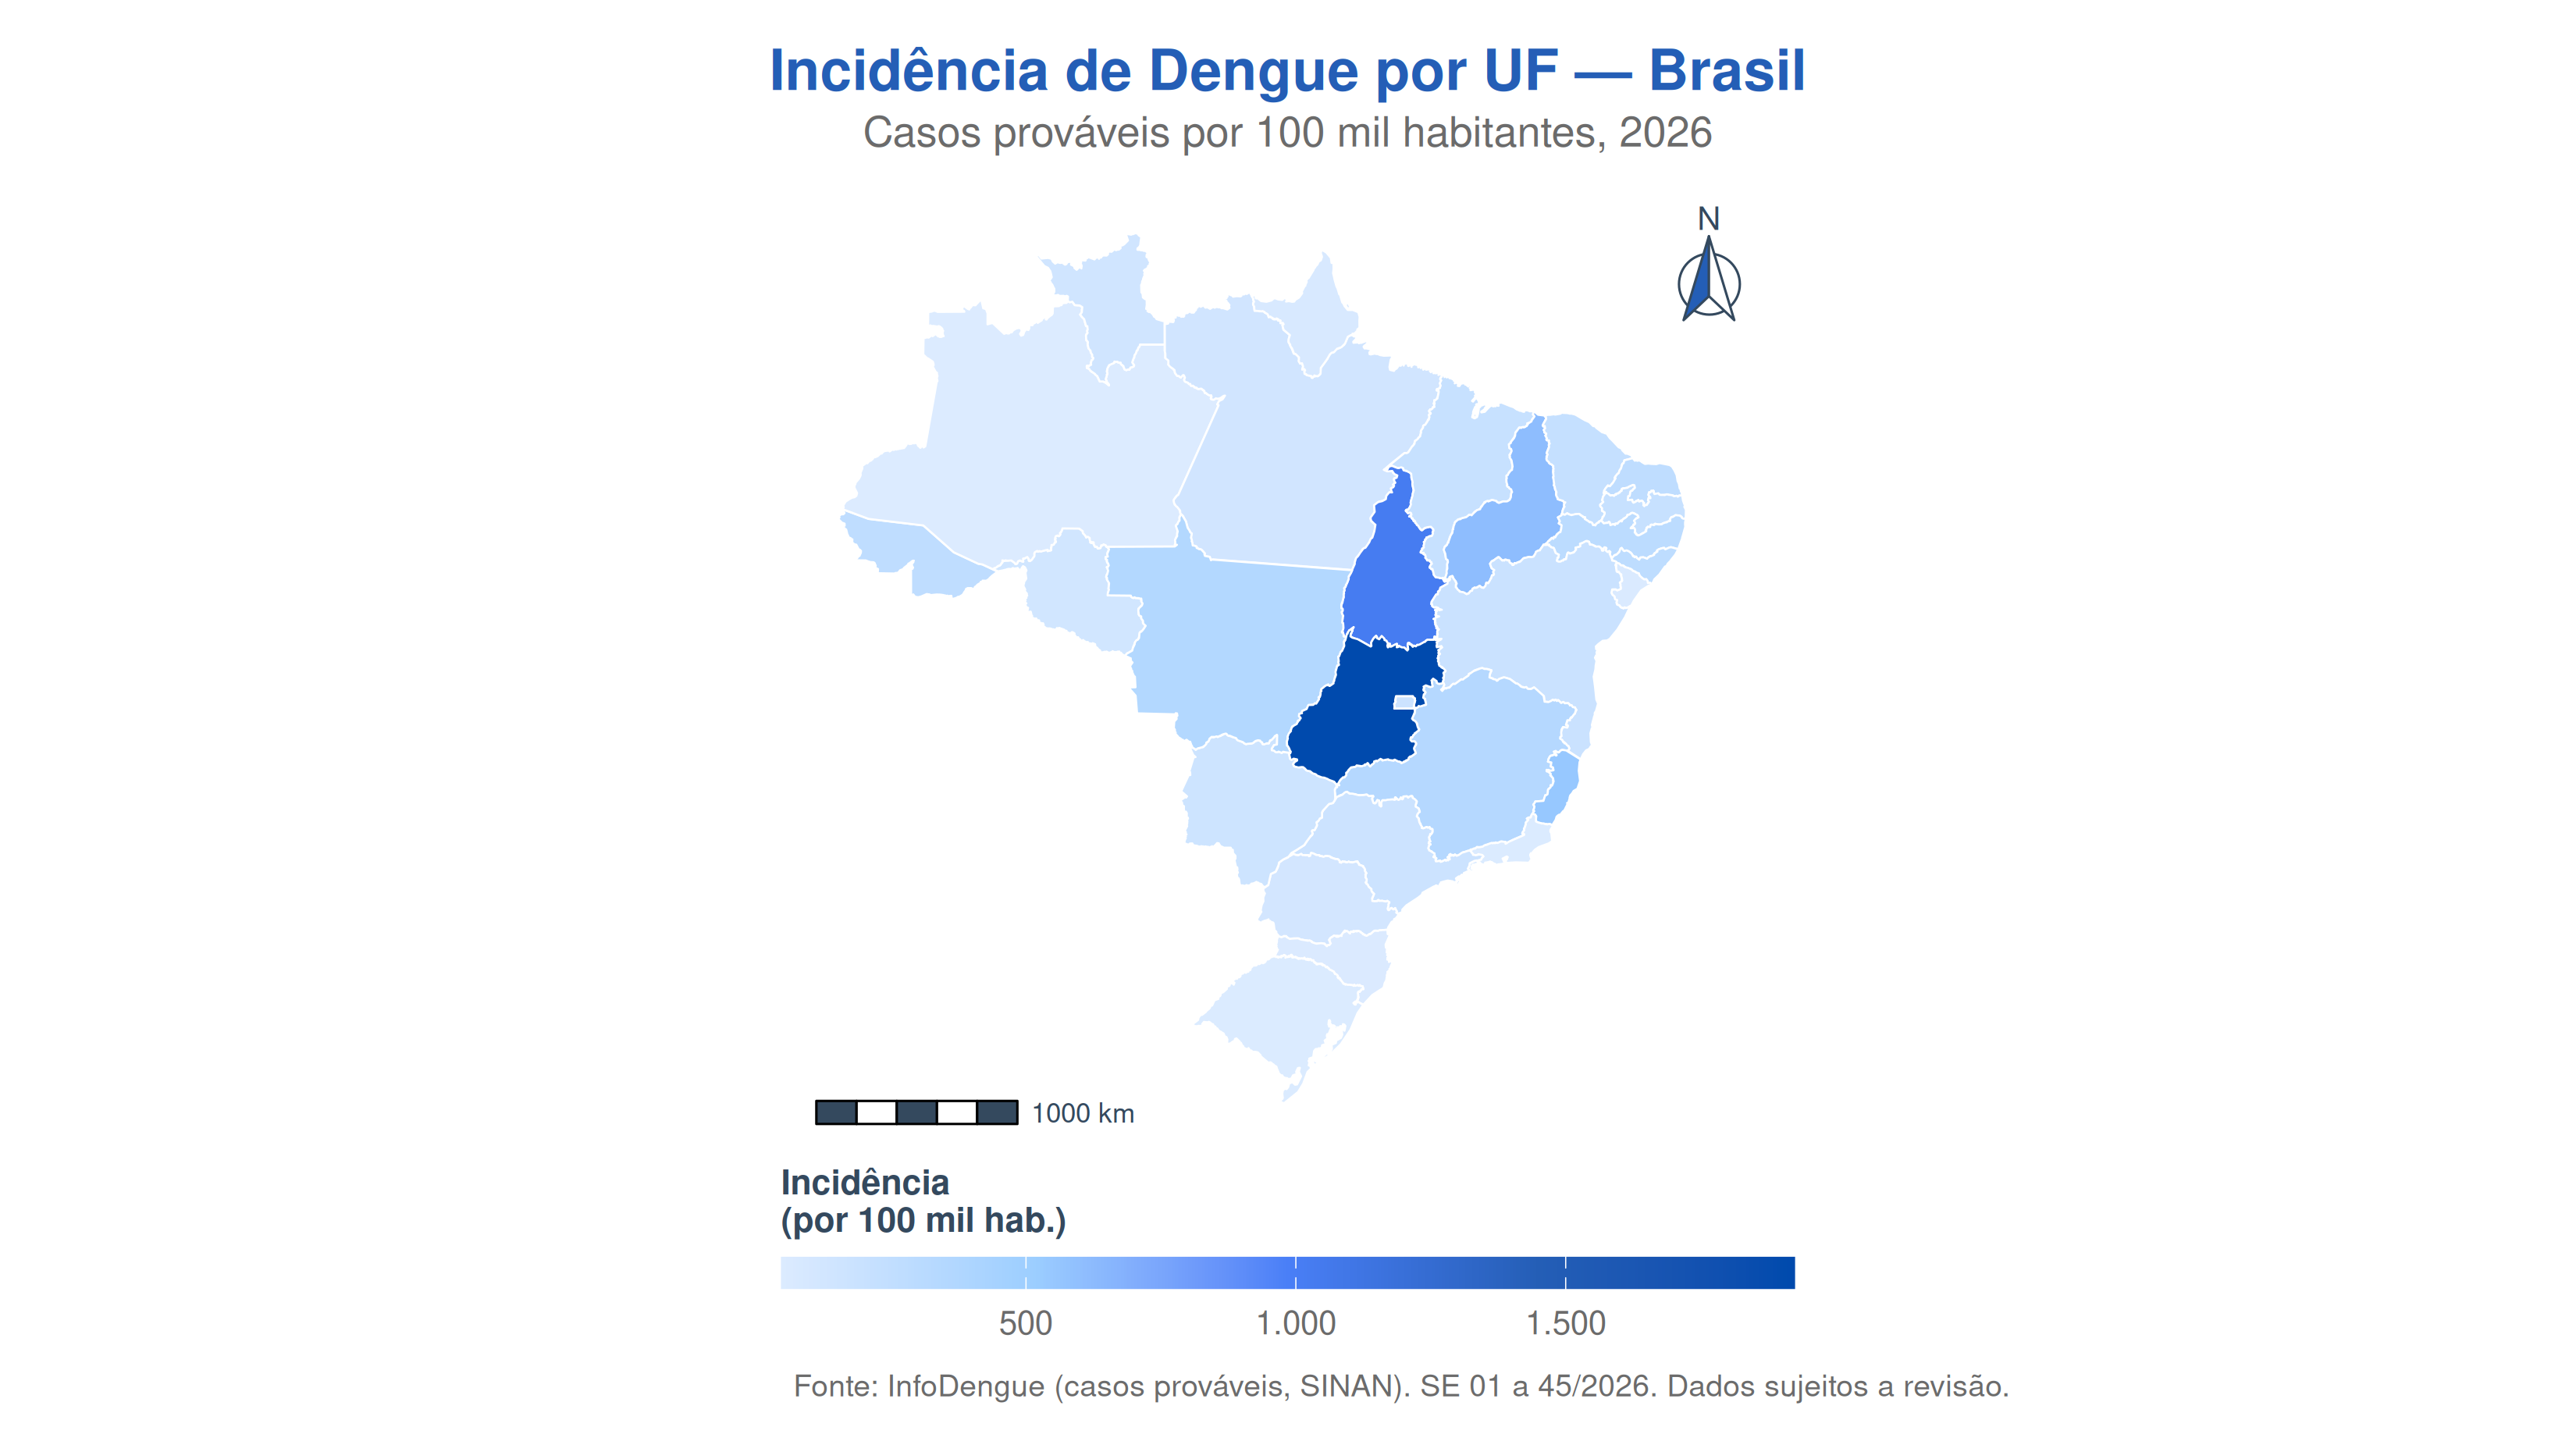 Incidência de Dengue por UF — Brasil
Casos prováveis por 100 mil habitantes, 2026
N
1000 km
Incidência
(por 100 mil hab.)
500 1.000 1.500
Fonte: InfoDengue (casos prováveis, SINAN). SE 01 a 45/2026. Dados sujeitos a revisão.